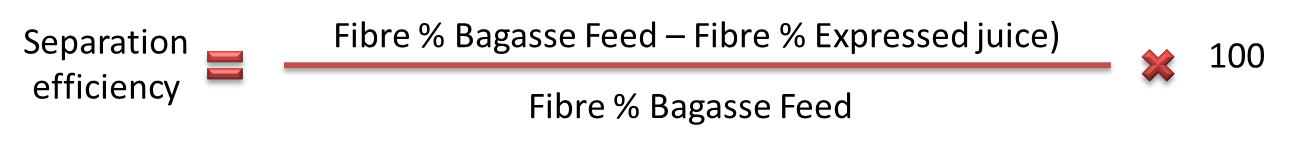 Separation
efficiency
=
Fibre % Bagasse Feed – Fibre % Expressed juice)
Fibre % Bagasse Feed
×
100